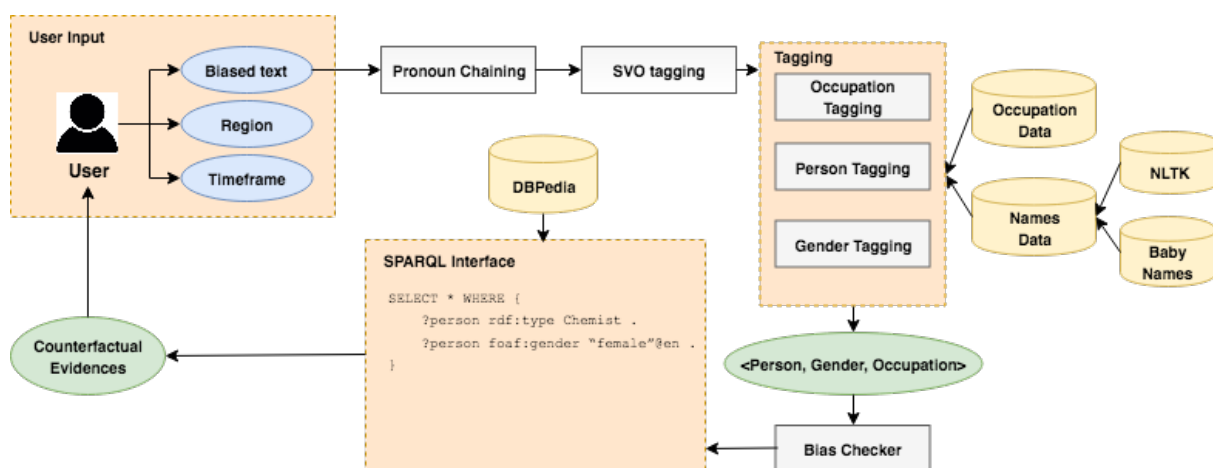 User Input
Biased text
Region
Timeframe
User
Pronoun Chaining
SVO tagging
Tagging
Occupation
Tagging
Person Tagging
Gender Tagging
Occupation
Data
Names
Data
NLTK
Baby
Names
DBPedia
SPARQL Interface
SELECT * WHERE {
?person rdf:type Chemist .
?person foaf:gender “female”@en .
}
Counterfactual
Evidences
<Person, Gender, Occupation>
Bias Checker